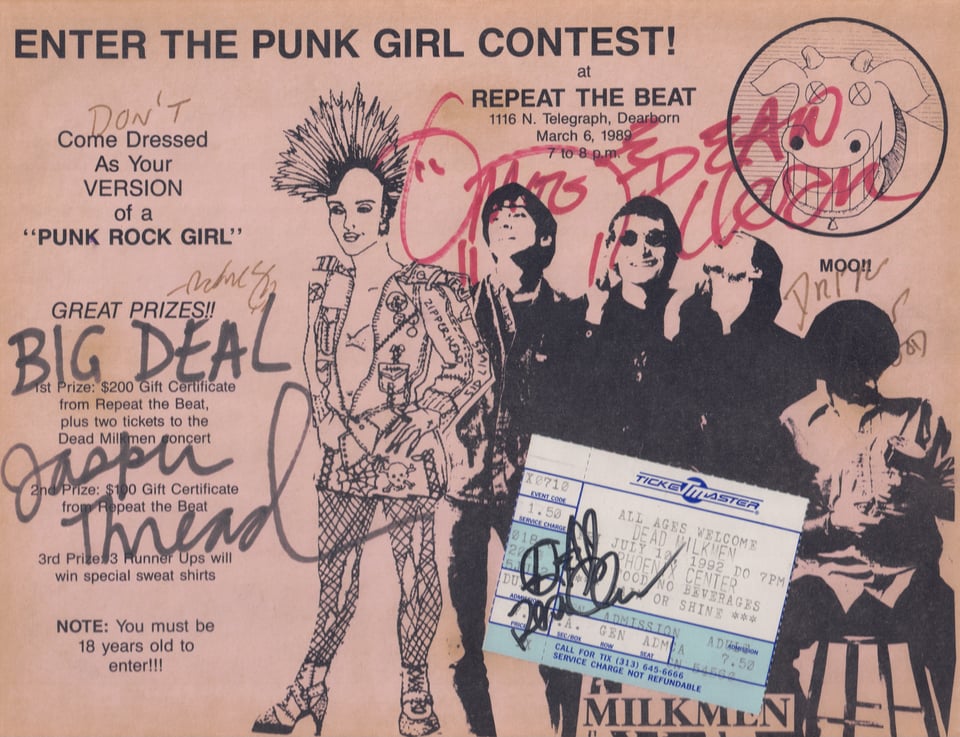 ENTER THE PUNK GIRL CONTEST!
at
REPEAT THE BEAT
1116 N. Telegraph, Dearborn
March 6, 1989
7 to 8 p.m.
DON'T
Come Dressed
As Your
VERSION
of a
"PUNK ROCK GIRL"
DEAD
MOO!!
GREAT PRIZES!!
BIG DEAL
1st Prize: $200 Gift Certificate
from Repeat the Beat,
plus two tickets to the
Dead Milkmen concert
Jasper
Thread
2nd Prize: $100 Gift Certificate
from Repeat the Beat
3rd Prize: 3 Runner Ups will
win special sweat shirts
NOTE: You must be
18 years old to
enter!!!
TICKETMASTER
X0710
EVENT CODE
1.50
SERVICE CHARGE
ALL AGES WELCOME
DEAD MILKMEN
JULY 10, 1992 DO 7PM
PHOENIX CENTER
FOOD NO BEVERAGES
OR SHINE ***
ADMISSION
GEN ADM
7.50
SEC/BOX ROW SEAT
CALL FOR TIX (313) 645-6666
SERVICE CHARGE NOT REFUNDABLE
MILKMEN